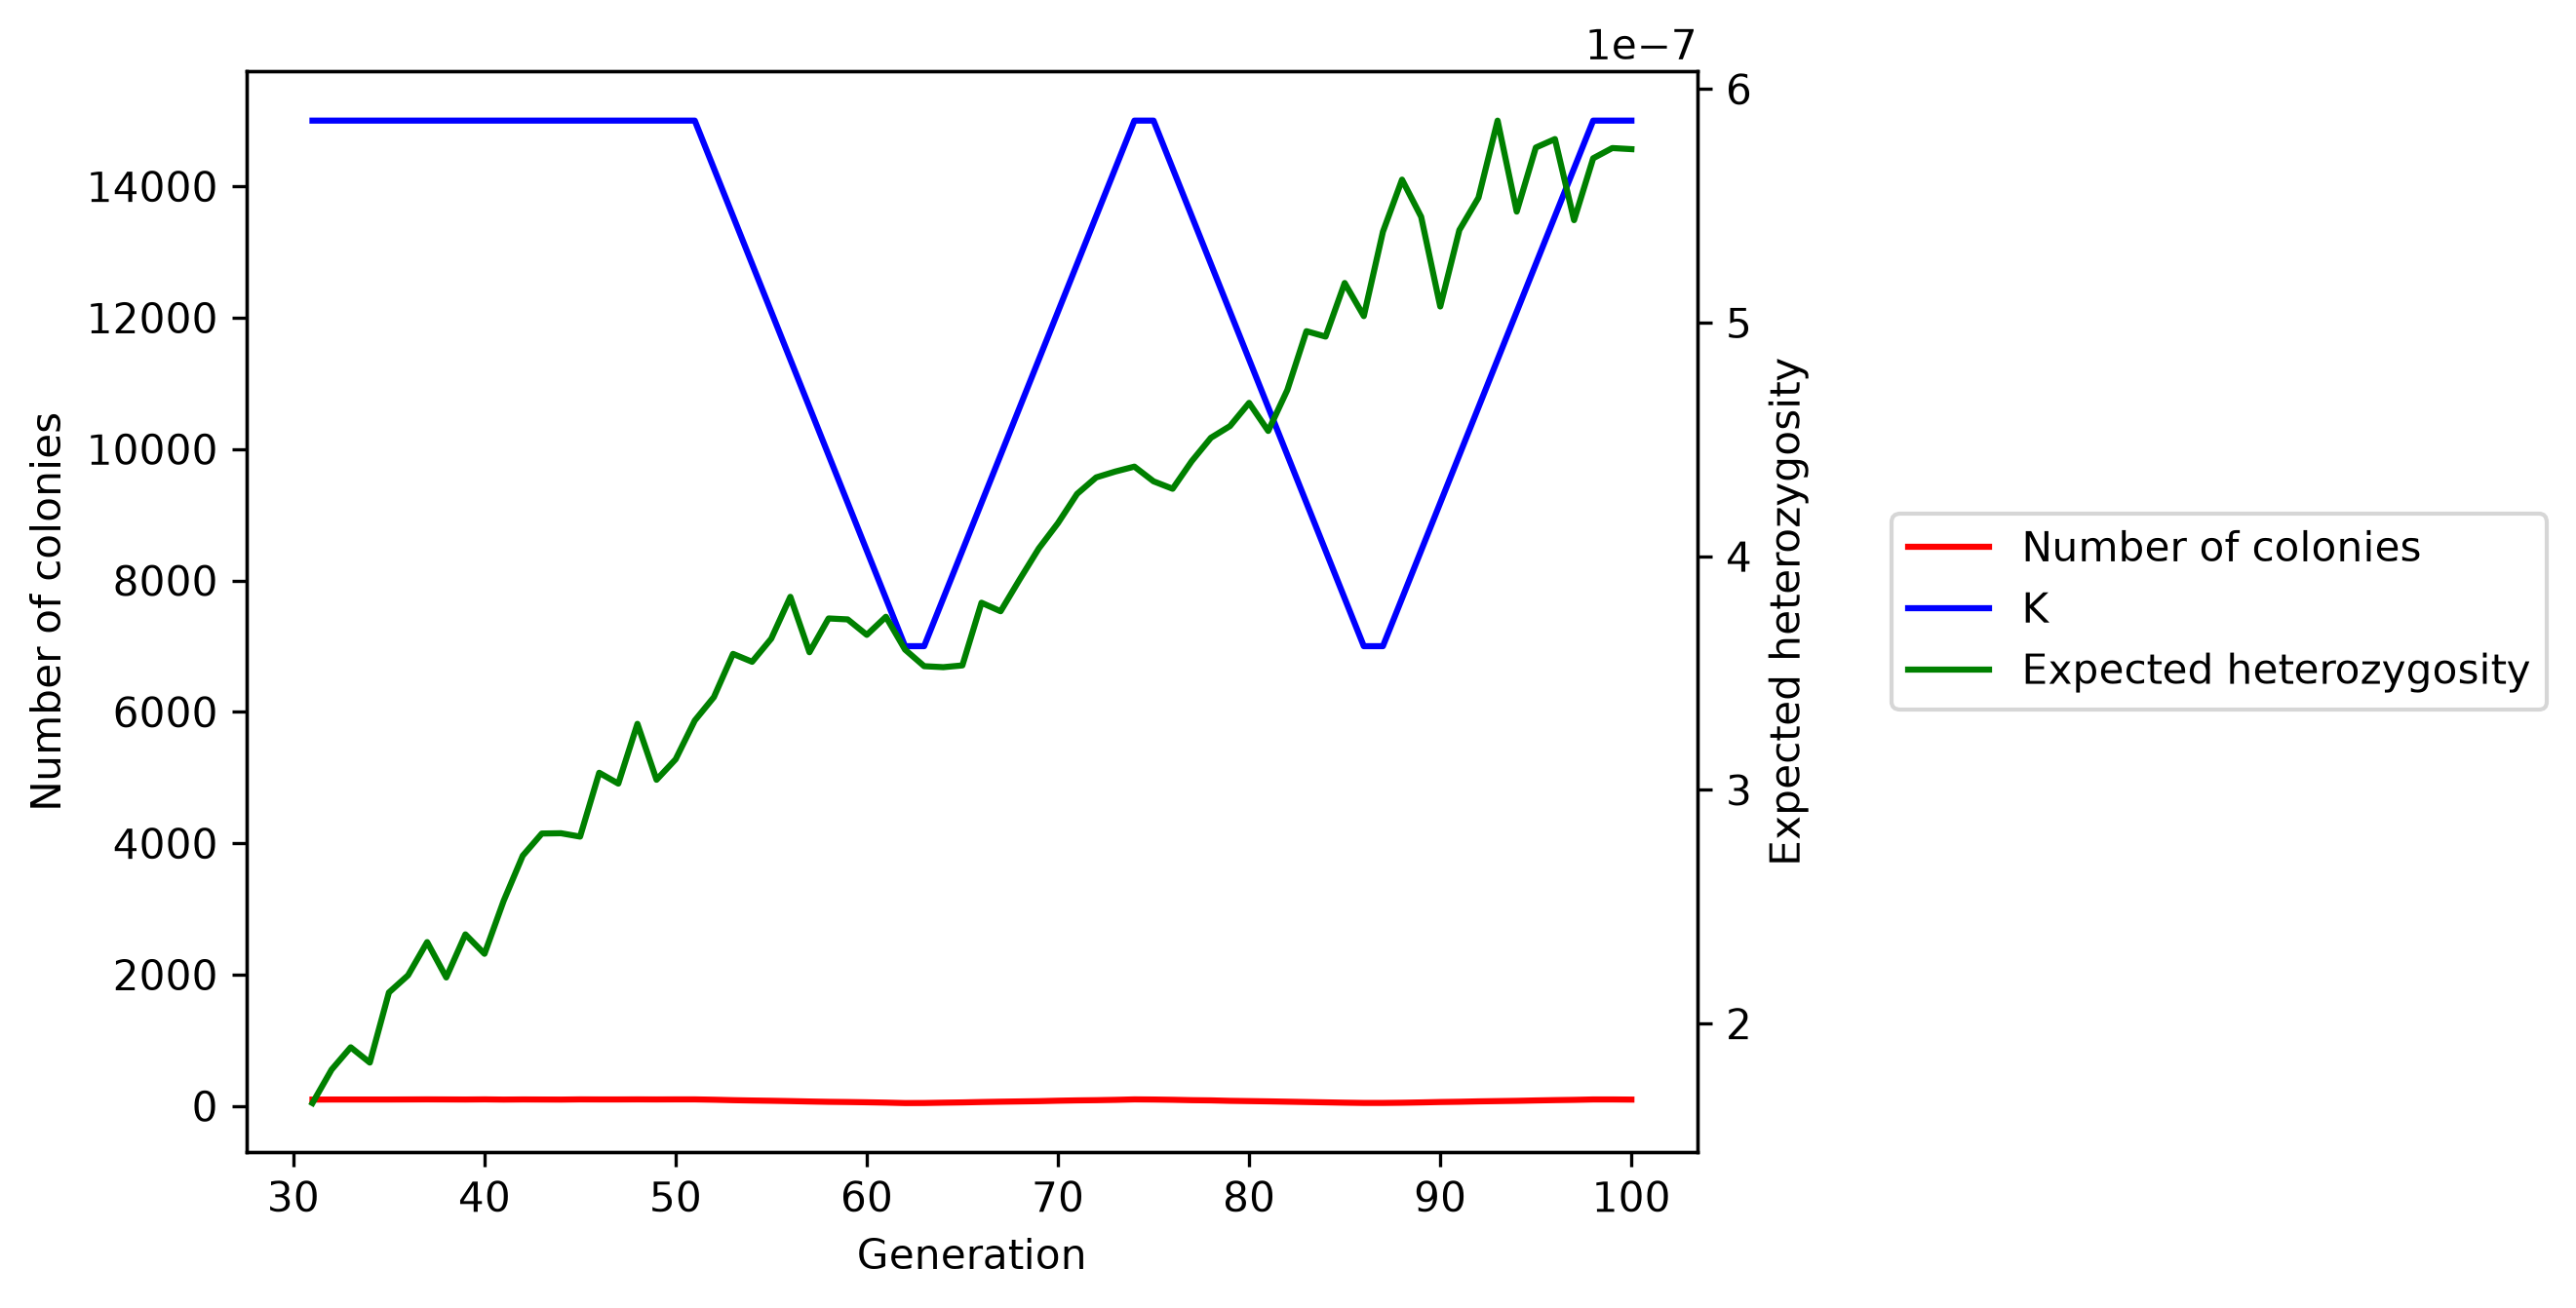 1e−7
14000
12000
10000
8000
6000
4000
2000
0
Number of colonies
6
5
4
3
2
Expected heterozygosity
30 40 50 60 70 80 90 100
Generation
Number of colonies
K
Expected heterozygosity